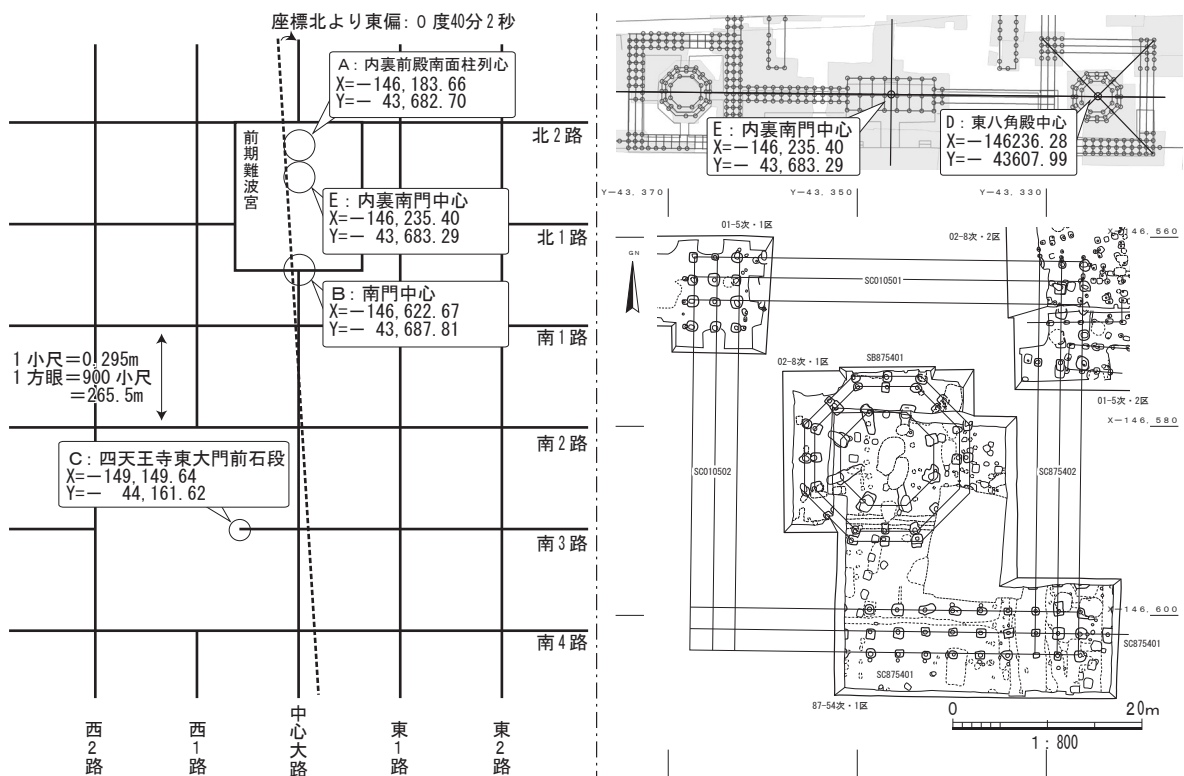 座標北より東偏：０度40分２秒
A：内裏前殿南面柱列心
X=－146,183.66
Y=－ 43,682.70
北２路
前期難波宮
E：内裏南門中心
X=－146,235.40
Y=－ 43,683.29
北１路
B：南門中心
X=－146,622.67
Y=－ 43,687.81
南１路
１小尺＝0.295m
１方眼＝900小尺
＝265.5m
南２路
C：四天王寺東大門前石段
X=－149,149.64
Y=－ 44,161.62
南３路
南４路
西２路
西１路
中心大路
東１路
東２路
E：内裏南門中心
X=－146,235.40
Y=－ 43,683.29
D：東八角殿中心
X=－146236.28
Y=－43607.99
Y－43,370
Y－43,350
Y－43,330
01-5次・1区
02-8次・2区
X－146,560
GN
SC010501
02-8次・1区
SB875401
01-5次・2区
X－146,580
SC010502
SC875402
X－146,600
SC875401
SC875401
87-54次・1区
0
20m
1：800